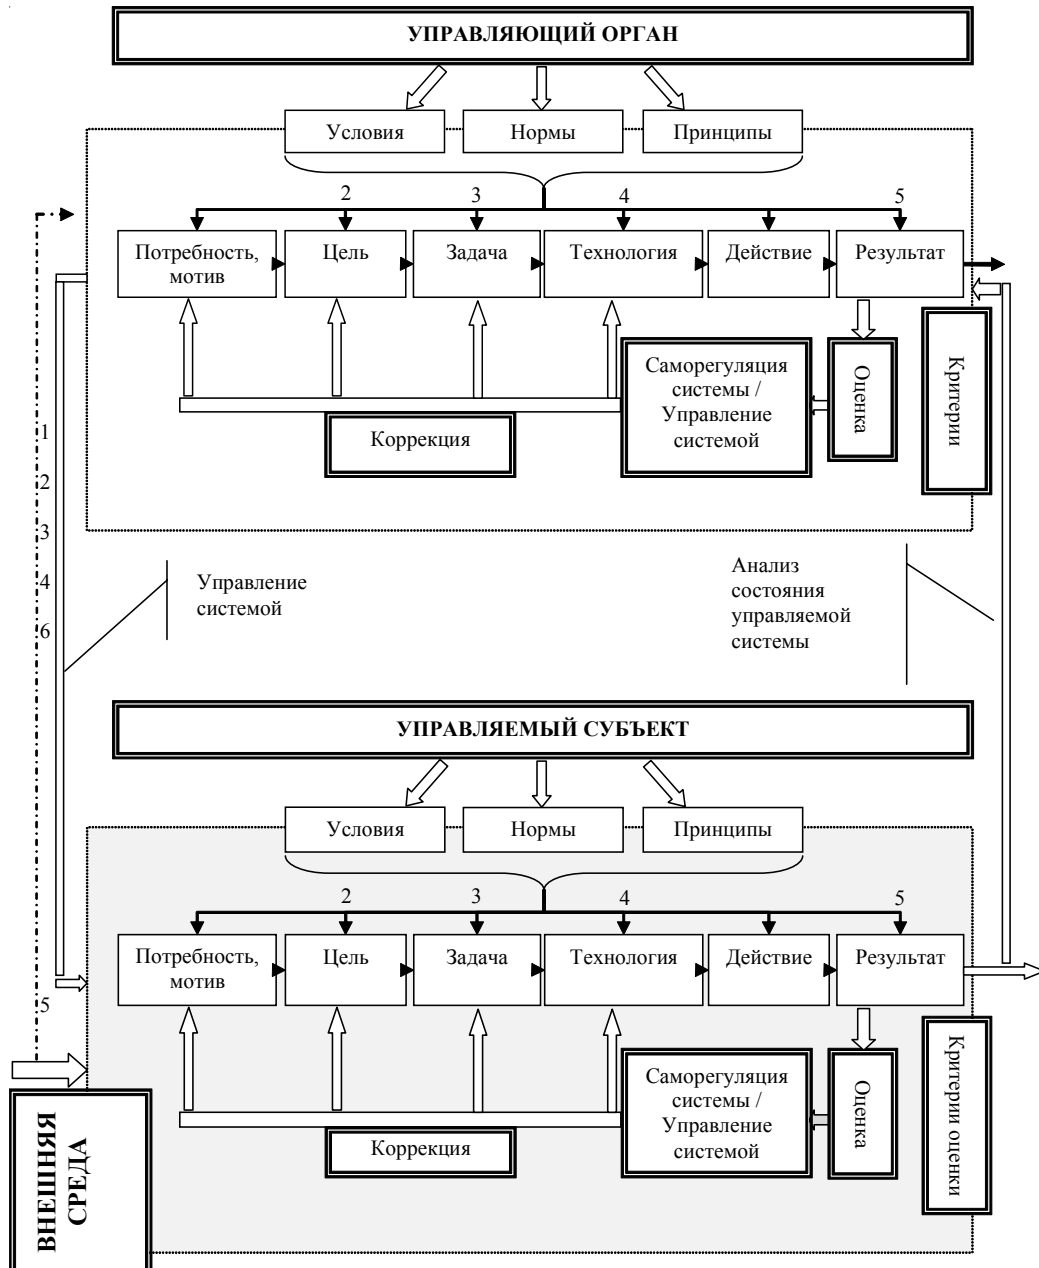 УПРАВЛЯЮЩИЙ ОРГАН
Условия
Нормы
Принципы
2
3
4
5
Потребность,
мотив
Цель
Задача
Технология
Действие
Результат
Саморегуляция
системы /
Управление
системой
Оценка
Критерии
Коррекция
1
2
3
4
6
Управление
системой
Анализ
состояния
управляемой
системы
УПРАВЛЯЕМЫЙ СУБЪЕКТ
Условия
Нормы
Принципы
2
3
4
5
Потребность,
мотив
Цель
Задача
Технология
Действие
Результат
5
Саморегуляция
системы /
Управление
системой
Оценка
Критерии оценки
Коррекция
ВНЕШНЯЯ
СРЕДА